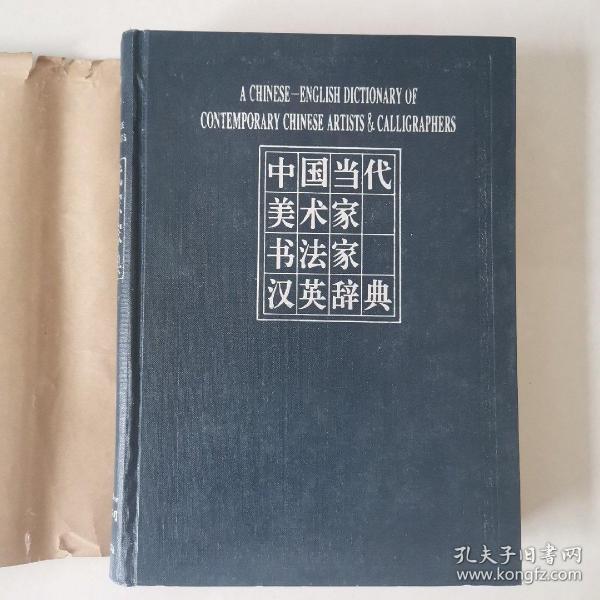 A CHINESE—ENGLISH DICTIONARY OF
CONTEMPORARY CHINESE ARTISTS & CALLIGRAPHERS
中国当代
美术家
书法家
汉英辞典
孔夫子旧书网
www.kongfz.com